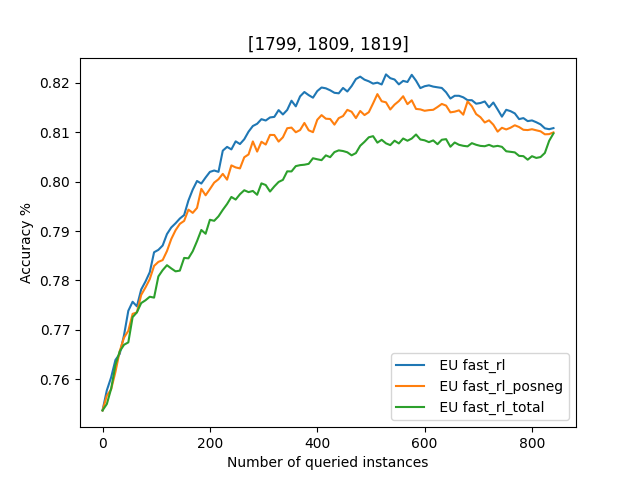 [1799, 1809, 1819]
Accuracy %
0.82
0.81
0.80
0.79
0.78
0.77
0.76
EU fast_rl
EU fast_rl_posneg
EU fast_rl_total
0 200 400 600 800
Number of queried instances